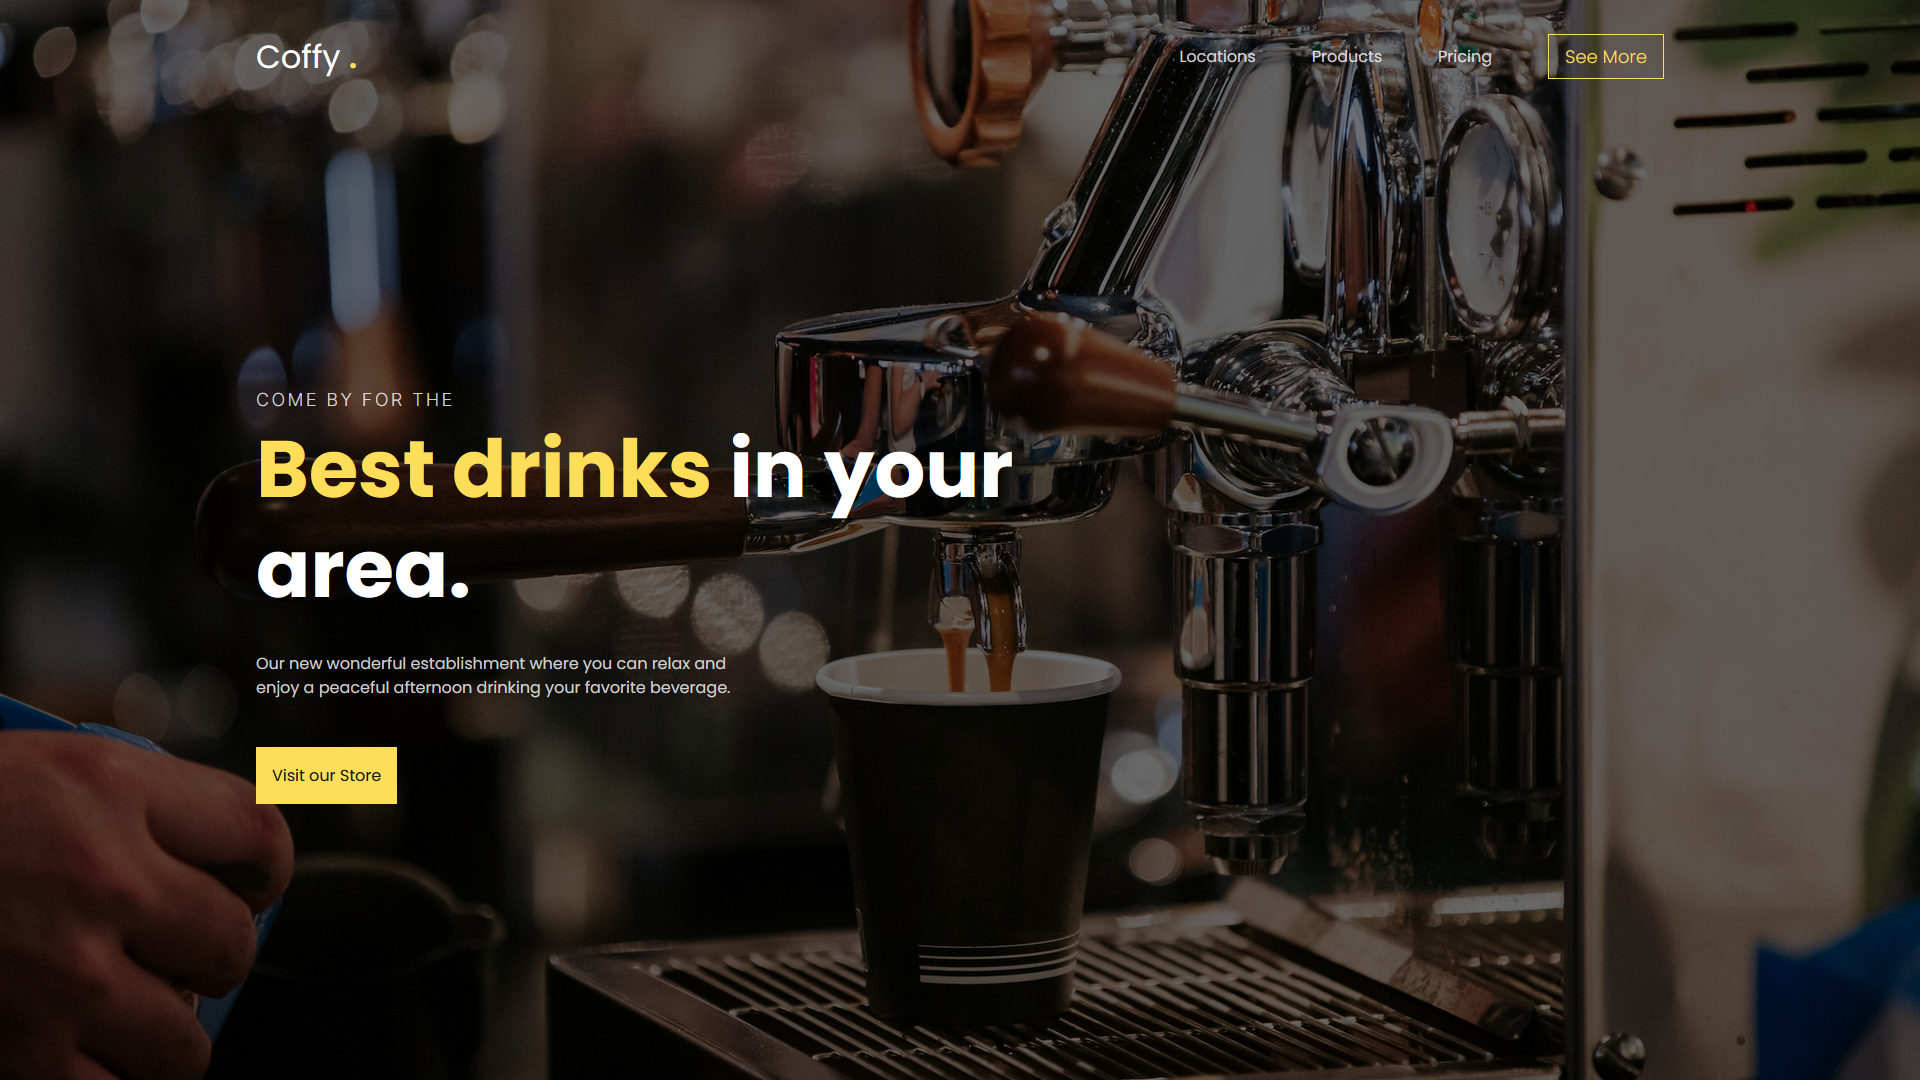 Coffy .
Locations Products Pricing See More
COME BY FOR THE
Best drinks in your
area.
Our new wonderful establishment where you can relax and
enjoy a peaceful afternoon drinking your favorite beverage.
Visit our Store